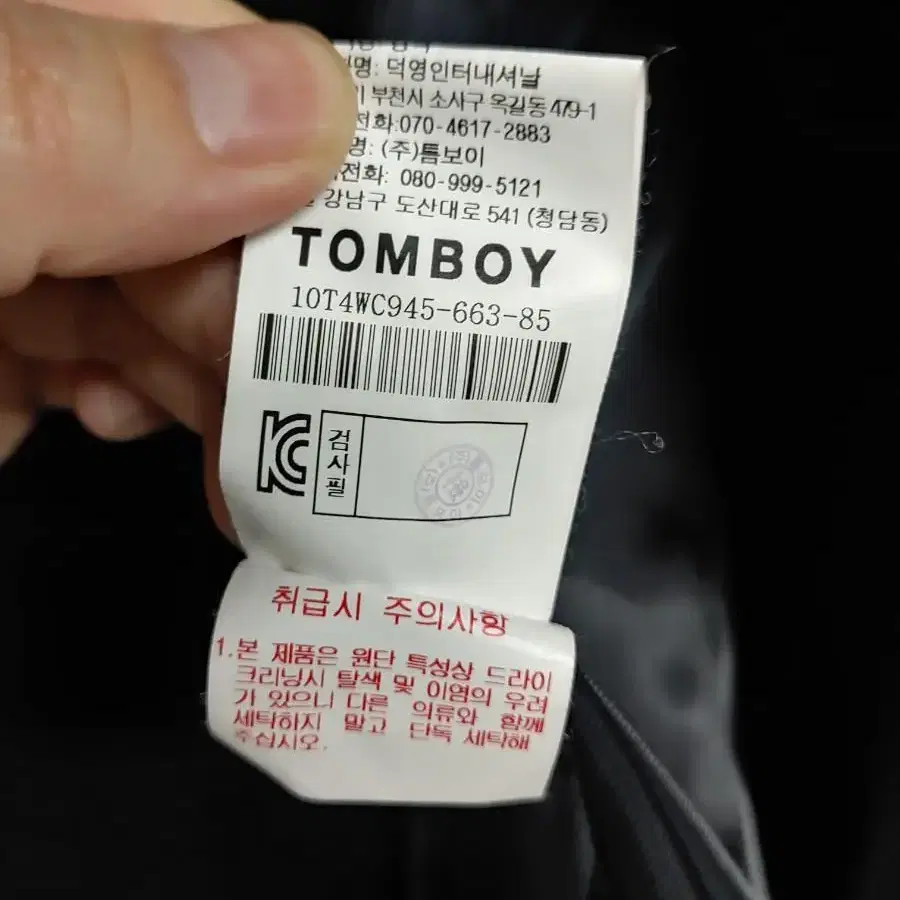 명: 덕영인터내셔날
부천시 소사구 옥길동 479-1
전화:070-4617-2883
명: (주)톰보이
전화: 080-999-5121
강남구 도산대로 541 (청담동)
TOMBOY
10T4WC945-663-85
KC
검사필
취급시 주의사항
1.본 제품은 원단 특성상 드라이
크리닝시 탈색 및 이염의 우려
가 있으니 다른 의류와 함께
세탁하지 말고 단독 세탁해
주십시오.